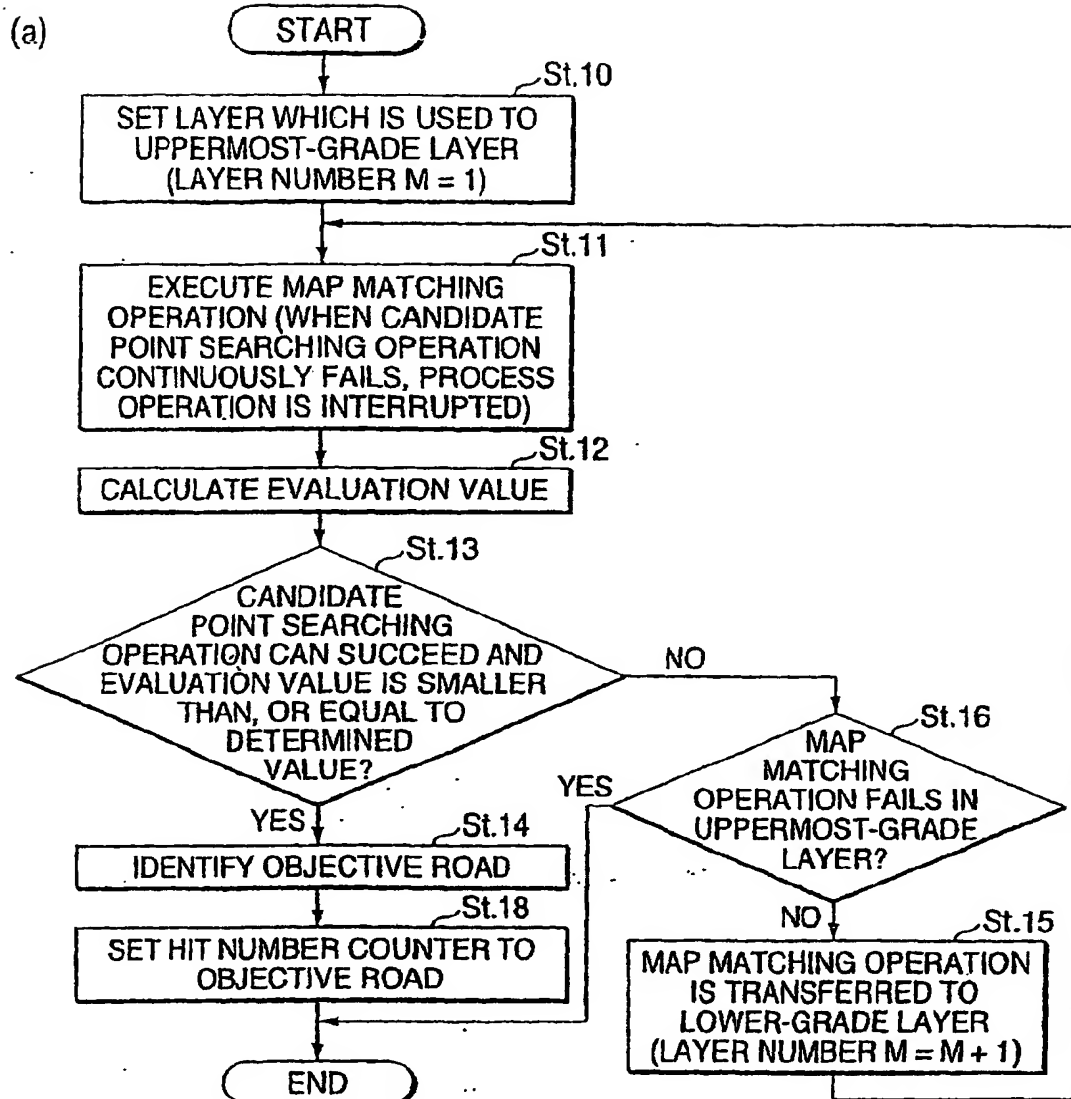 (a)
START
St.10
SET LAYER WHICH IS USED TO
UPPERMOST-GRADE LAYER
(LAYER NUMBER M = 1)
St.11
EXECUTE MAP MATCHING
OPERATION (WHEN CANDIDATE
POINT SEARCHING OPERATION
CONTINUOUSLY FAILS, PROCESS
OPERATION IS INTERRUPTED)
St.12
CALCULATE EVALUATION VALUE
St.13
CANDIDATE
POINT SEARCHING
OPERATION CAN SUCCEED AND
EVALUATION VALUE IS SMALLER
THAN, OR EQUAL TO
DETERMINED
VALUE?
NO
YES
St.14
IDENTIFY OBJECTIVE ROAD
St.18
SET HIT NUMBER COUNTER TO
OBJECTIVE ROAD
END
St.16
MAP
MATCHING
OPERATION FAILS IN
UPPERMOST-GRADE
LAYER?
YES
NO
St.15
MAP MATCHING OPERATION
IS TRANSFERRED TO
LOWER-GRADE LAYER
(LAYER NUMBER M = M + 1)